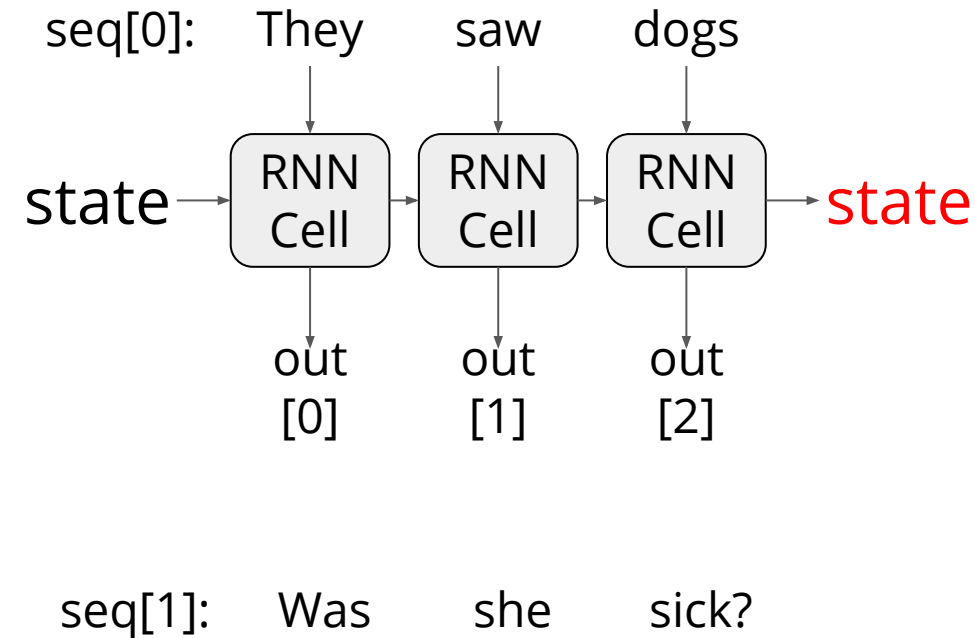 seq[0]: They saw dogs
state RNN Cell RNN Cell RNN Cell state
out [0] out [1] out [2]
seq[1]: Was she sick?